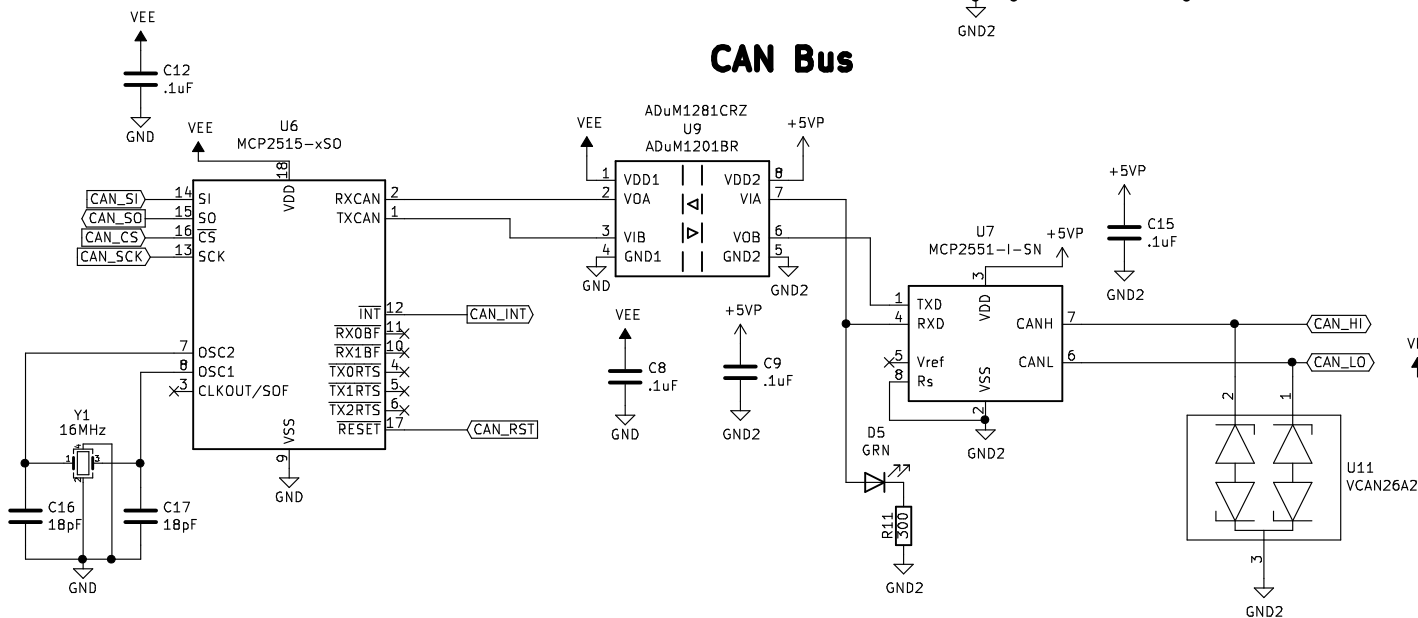 VEE
C12
.1uF
GND
GND2
CAN Bus
VEE
U6
MCP2515-xSO
18
VDD
CAN_SI
14
SI
CAN_SO
15
SO
CAN_CS
16
CS
CAN_SCK
13
SCK
RXCAN
2
TXCAN
1
INT
12
CAN_INT
RX0BF
11
RX1BF
10
TX0RTS
4
TX1RTS
5
TX2RTS
6
RESET
17
CAN_RST
7
OSC2
8
OSC1
3
CLKOUT/SOF
VSS
9
GND
Y1
16MHz
1
2
3
4
C16
18pF
C17
18pF
GND
VEE
ADuM1281CRZ
U9
ADuM1201BR
+5VP
1
VDD1
VDD2
8
2
VOA
VIA
7
3
VIB
VOB
6
4
GND1
GND2
5
GND
GND2
VEE
C8
.1uF
GND
+5VP
C9
.1uF
GND2
U7
MCP2551-I-SN
+5VP
3
VDD
1
TXD
4
RXD
5
Vref
8
Rs
CANH
7
CAN_HI
CANL
6
CAN_LO
VSS
2
GND2
+5VP
C15
.1uF
GND2
D5
GRN
R11
300
GND2
2
1
U11
VCAN26A2
3
GND2